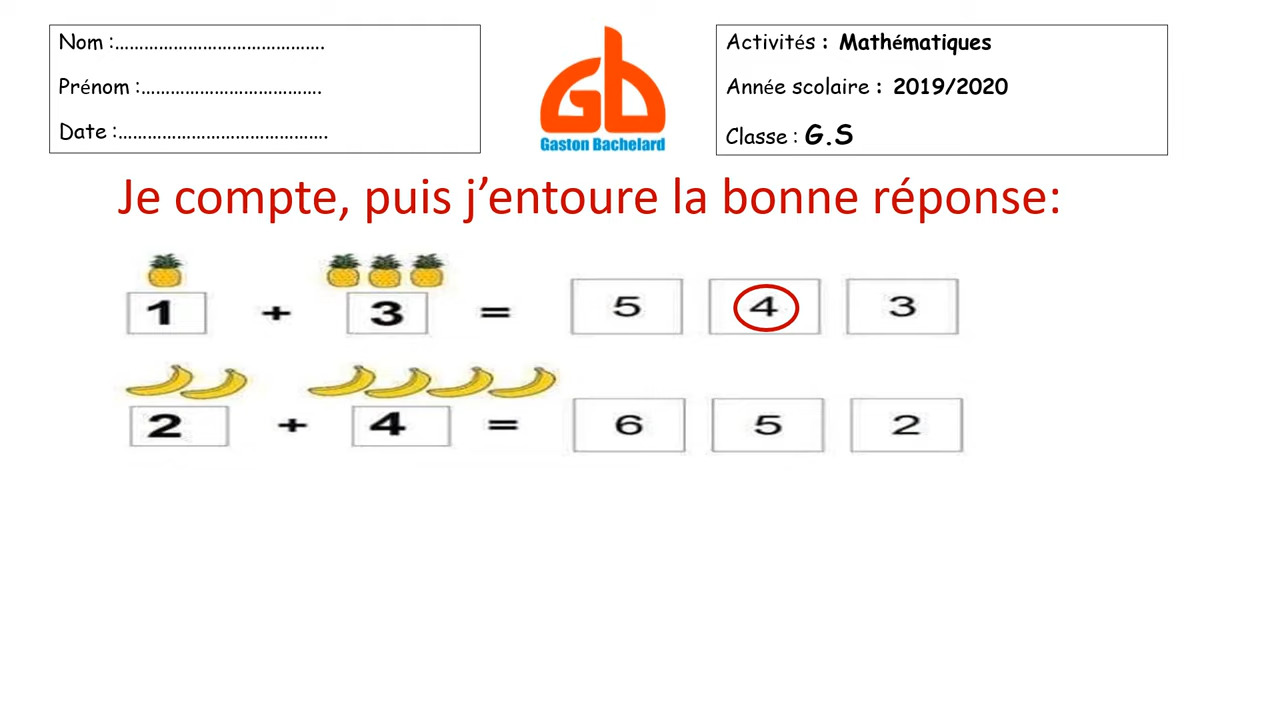 Nom :……………………………………
Prénom :………………………………
Date :……………………………………
Gaston Bachelard
Activités : Mathématiques
Année scolaire : 2019/2020
Classe : G.S
Je compte, puis j’entoure la bonne réponse:
1 + 3 = 5 4 3
2 + 4 = 6 5 2